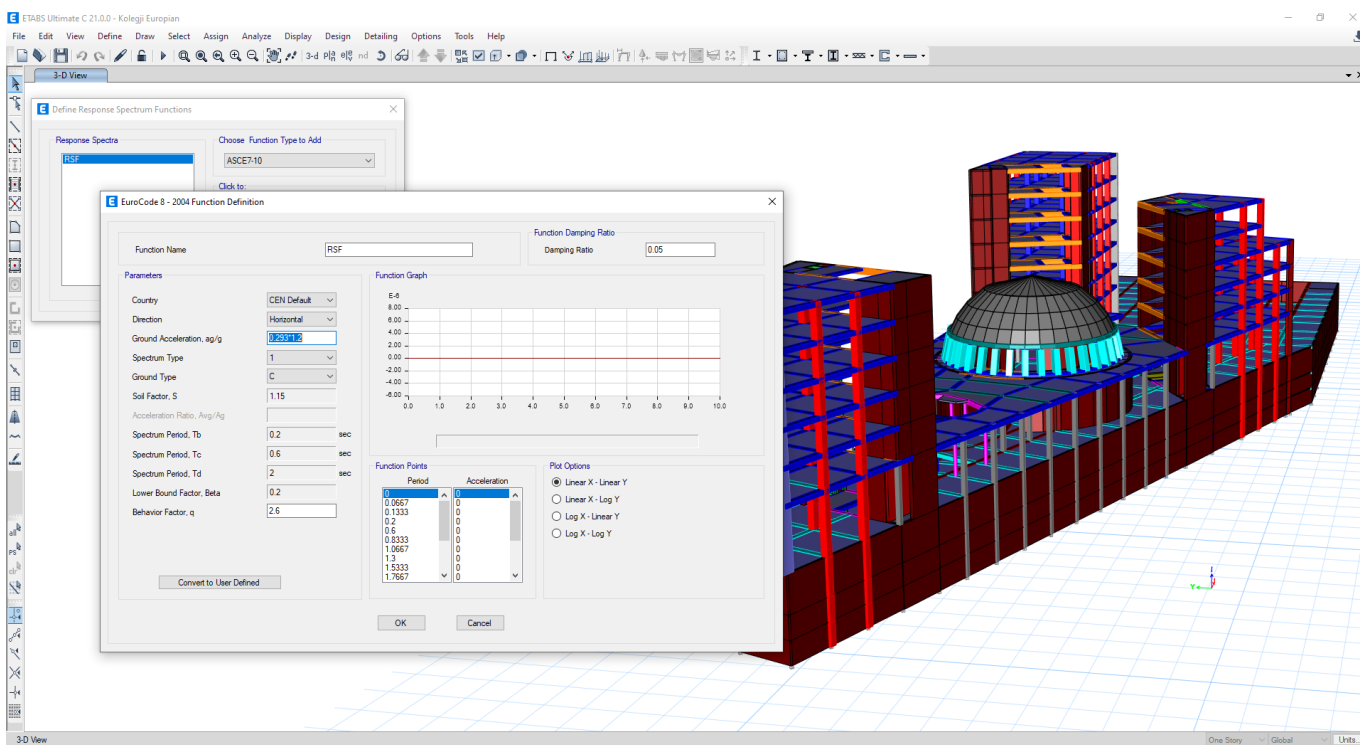 ETABS Ultimate C 21.0.0 - Kolegji Europian
File Edit View Define Draw Select Assign Analyze Display Design Detailing Options Tools Help
3-d
nd
3-D View
E Define Response Spectrum Functions
Response Spectra
RSF
Choose Function Type to Add
ASCE7-10
Click to:
E EuroCode 8 - 2004 Function Definition
Function Name RSF
Function Damping Ratio
Damping Ratio 0.05
Parameters
Country CEN Default
Direction Horizontal
Ground Acceleration, ag/g 0.293*1.2
Spectrum Type 1
Ground Type C
Soil Factor, S 1.15
Acceleration Ratio, Avg/Ag
Spectrum Period, Tb 0.2 sec
Spectrum Period, Tc 0.6 sec
Spectrum Period, Td 2 sec
Lower Bound Factor, Beta 0.2
Behavior Factor, q 2.6
Convert to User Defined
Function Graph
E-6
8.00
6.00
4.00
2.00
0.00
-2.00
-4.00
-6.00
0.0 1.0 2.0 3.0 4.0 5.0 6.0 7.0 8.0 9.0 10.0
Function Points
Period Acceleration
0 0
0.0667 0
0.1333 0
0.2 0
0.6 0
0.8333 0
1.0667 0
1.3 0
1.5333 0
1.7667 0
Plot Options
Linear X - Linear Y
Linear X - Log Y
Log X - Linear Y
Log X - Log Y
OK Cancel
all
ps
clr
Y
3-D View
One Story Global Units...